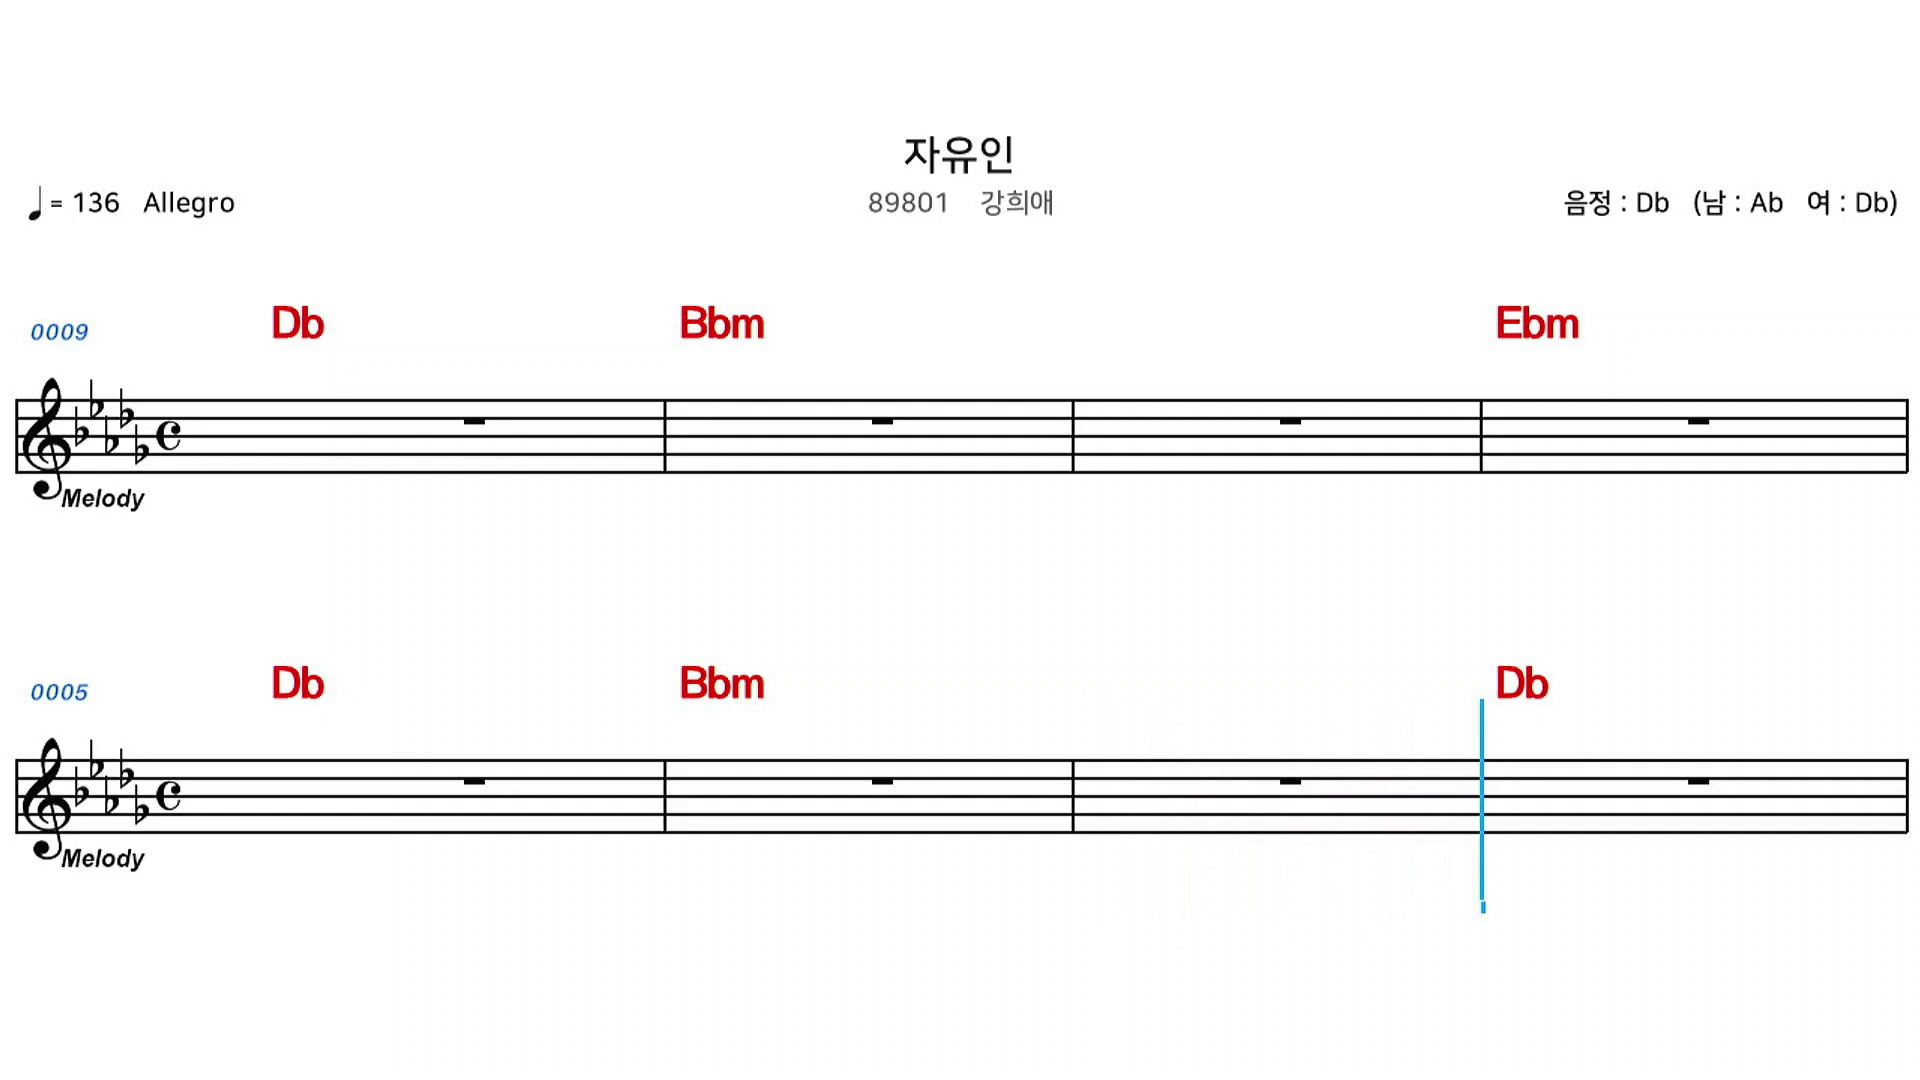 자유인
♩= 136 Allegro 89801 강희애 음정 : Db (남 : Ab 여 : Db)
0009 Db Bbm Ebm
Melody
0005 Db Bbm Db
Melody